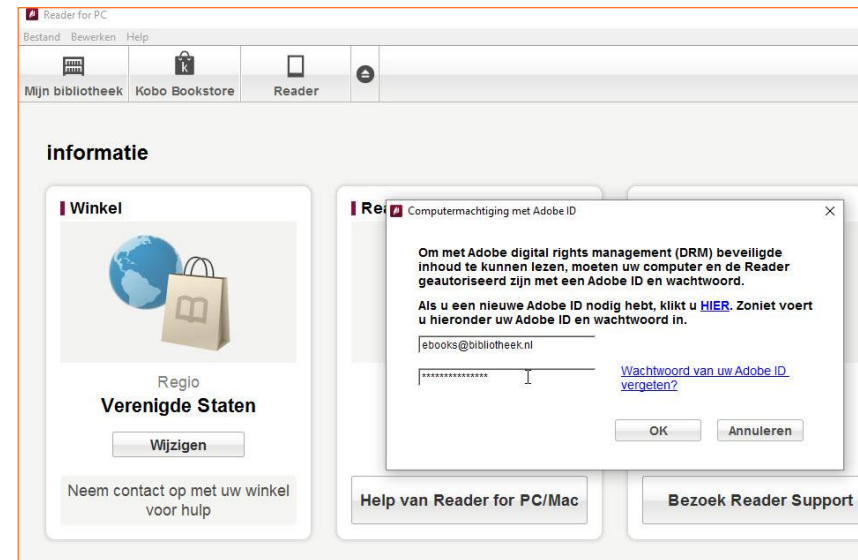 Reader for PC
Bestand Bewerken Help
Mijn bibliotheek Kobo Bookstore Reader
informatie
Winkel
Regio
Verenigde Staten
Wijzigen
Neem contact op met uw winkel
voor hulp
Rea
Help van Reader for PC/Mac
Bezoek Reader Support
Computermachtiging met Adobe ID
Om met Adobe digital rights management (DRM) beveiligde
inhoud te kunnen lezen, moeten uw computer en de Reader
geautoriseerd zijn met een Adobe ID en wachtwoord.
Als u een nieuwe Adobe ID nodig hebt, klikt u HIER. Zoniet voert
u hieronder uw Adobe ID en wachtwoord in.
ebooks@bibliotheek.nl
***************
Wachtwoord van uw Adobe ID
vergeten?
OK Annuleren